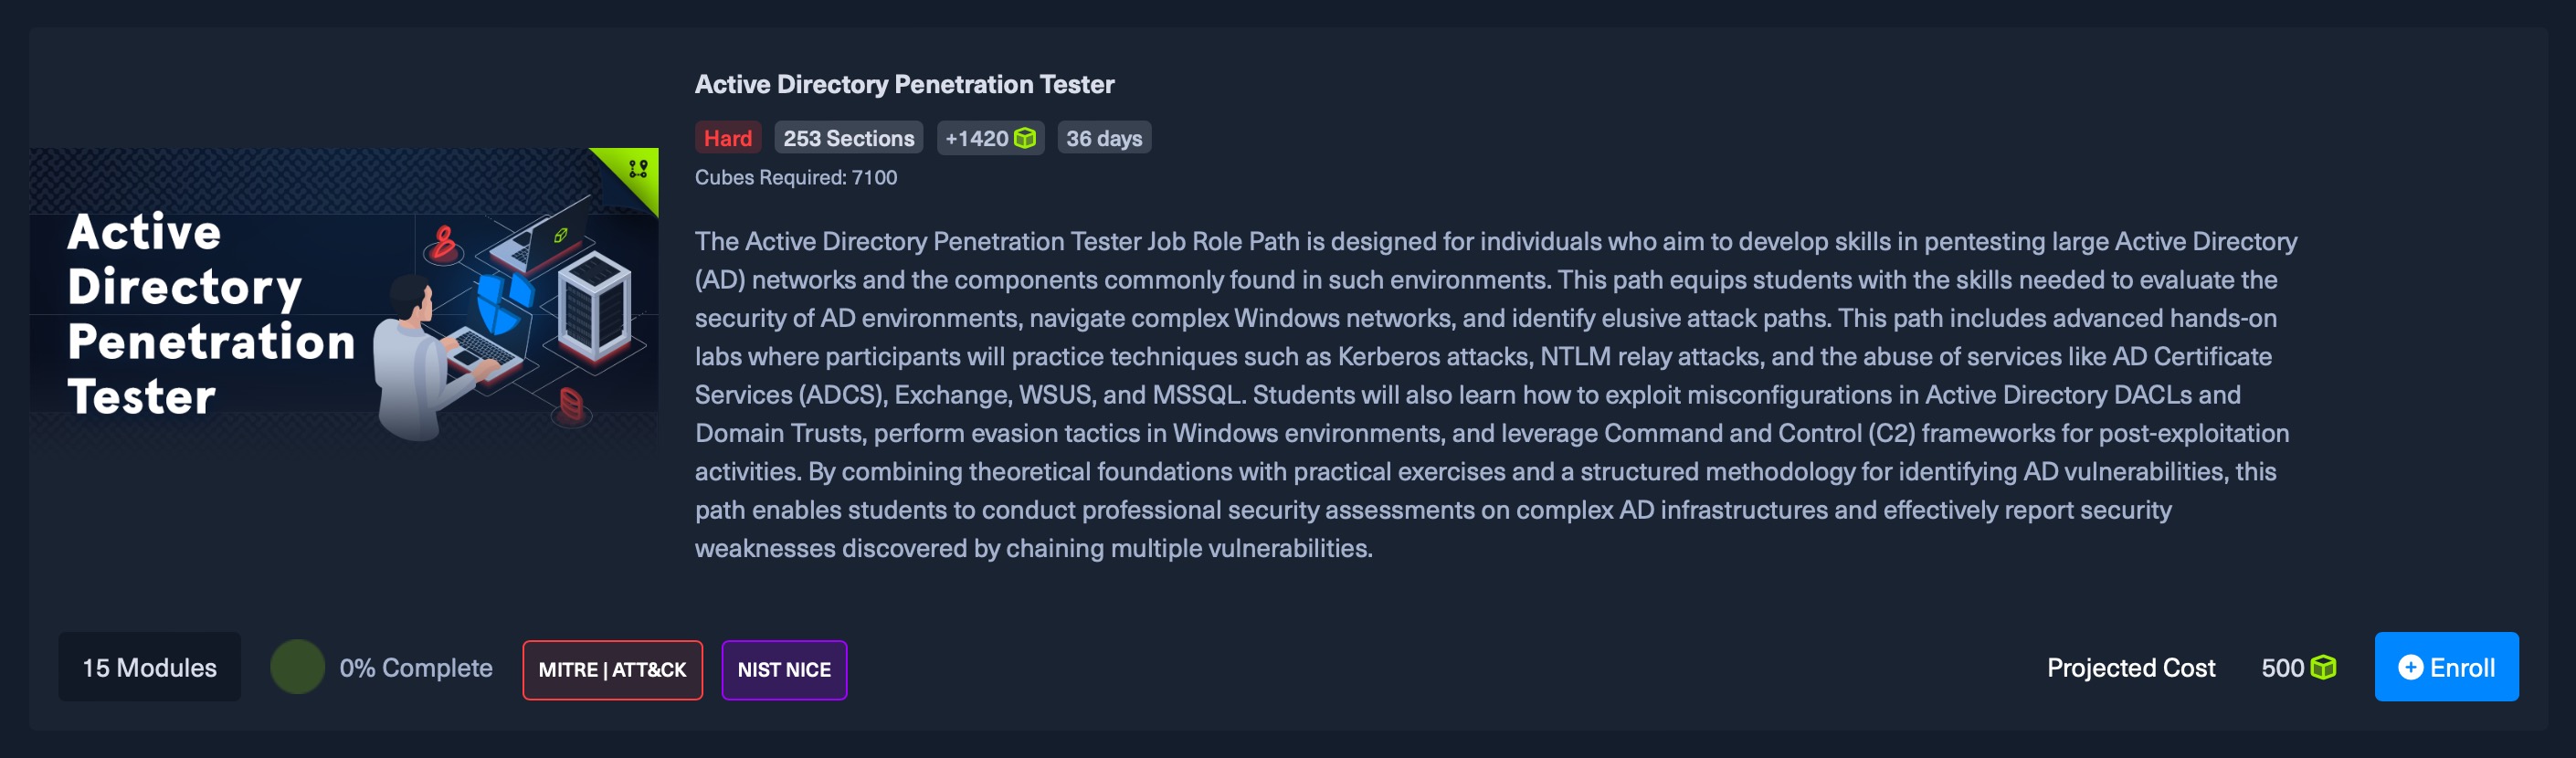 Active
Directory
Penetration
Tester
Active Directory Penetration Tester
Hard 253 Sections +1420 36 days
Cubes Required: 7100
The Active Directory Penetration Tester Job Role Path is designed for individuals who aim to develop skills in pentesting large Active Directory
(AD) networks and the components commonly found in such environments. This path equips students with the skills needed to evaluate the
security of AD environments, navigate complex Windows networks, and identify elusive attack paths. This path includes advanced hands-on
labs where participants will practice techniques such as Kerberos attacks, NTLM relay attacks, and the abuse of services like AD Certificate
Services (ADCS), Exchange, WSUS, and MSSQL. Students will also learn how to exploit misconfigurations in Active Directory DACLs and
Domain Trusts, perform evasion tactics in Windows environments, and leverage Command and Control (C2) frameworks for post-exploitation
activities. By combining theoretical foundations with practical exercises and a structured methodology for identifying AD vulnerabilities, this
path enables students to conduct professional security assessments on complex AD infrastructures and effectively report security
weaknesses discovered by chaining multiple vulnerabilities.
15 Modules 0% Complete MITRE | ATT&CK NIST NICE Projected Cost 500 Enroll